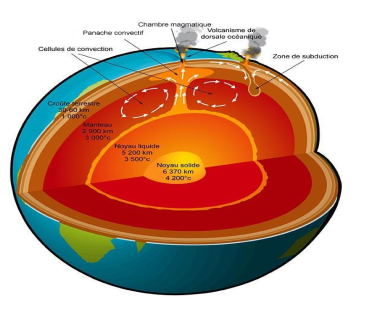 Chambre magmatique
Panache convectif
Volcanisme de
dorsale océanique
Cellules de convection
Zone de subduction
Croûte terrestre
30-60 km
1 000°c
Manteau
2 900 km
3 000°c
Noyau liquide
5 200 km
3 500°c
Noyau solide
6 370 km
4 200°c